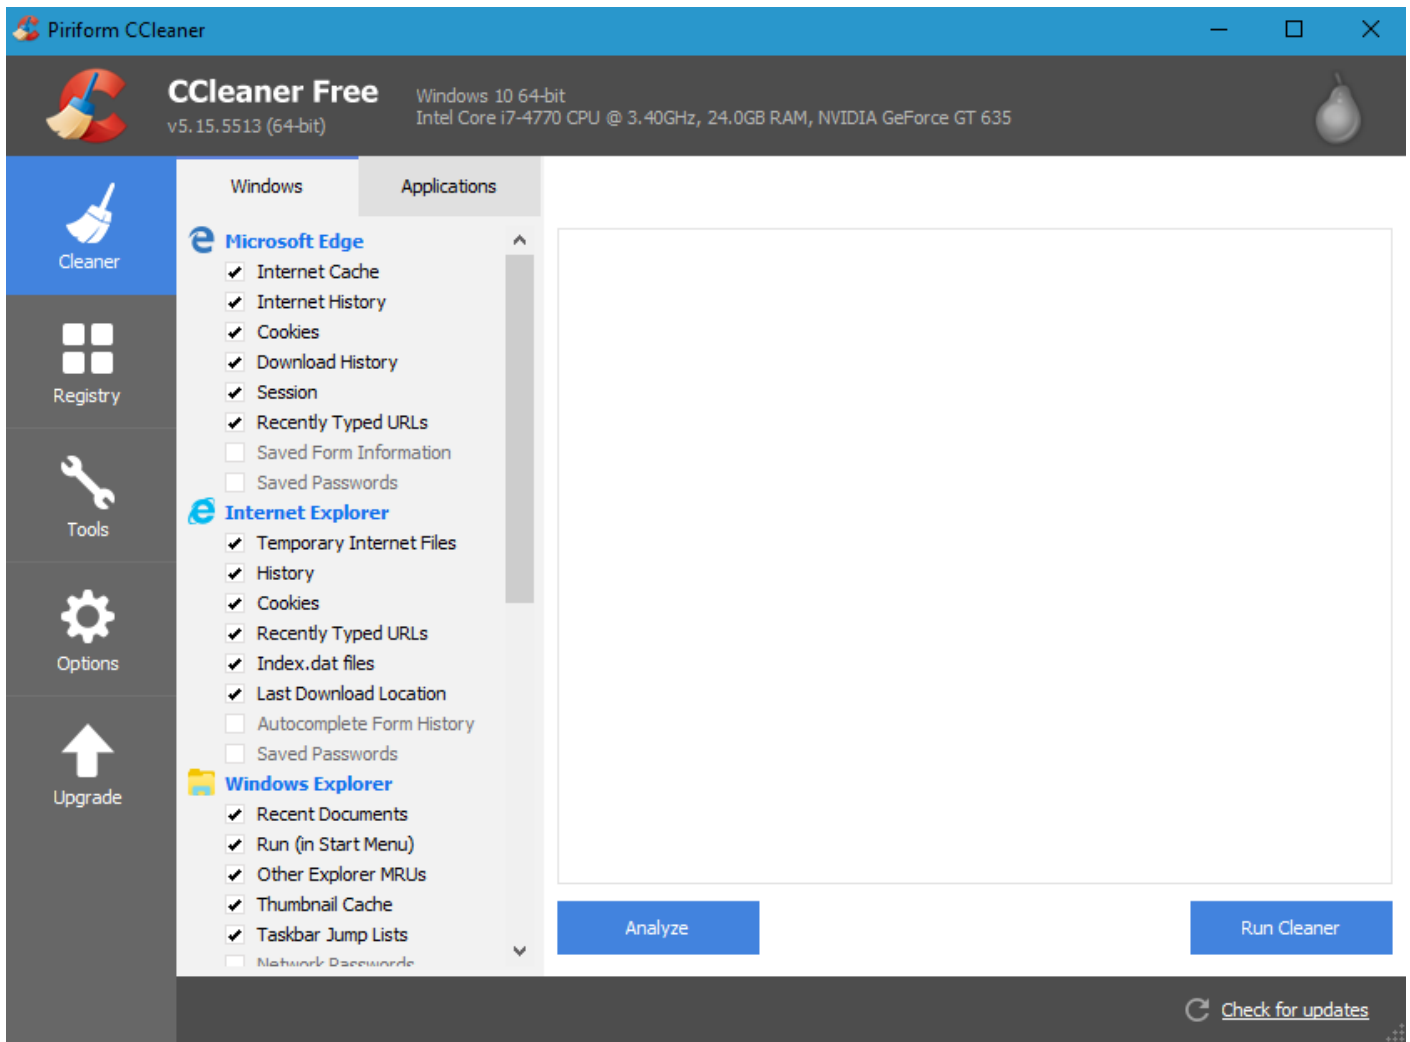 Piriform CCleaner
CCleaner Free
v5.15.5513 (64-bit)
Windows 10 64-bit
Intel Core i7-4770 CPU @ 3.40GHz, 24.0GB RAM, NVIDIA GeForce GT 635
Cleaner
Registry
Tools
Options
Upgrade
Windows
Applications
Microsoft Edge
Internet Cache
Internet History
Cookies
Download History
Session
Recently Typed URLs
Saved Form Information
Saved Passwords
Internet Explorer
Temporary Internet Files
History
Cookies
Recently Typed URLs
Index.dat files
Last Download Location
Autocomplete Form History
Saved Passwords
Windows Explorer
Recent Documents
Run (in Start Menu)
Other Explorer MRUs
Thumbnail Cache
Taskbar Jump Lists
Network Passwords
Analyze
Run Cleaner
Check for updates